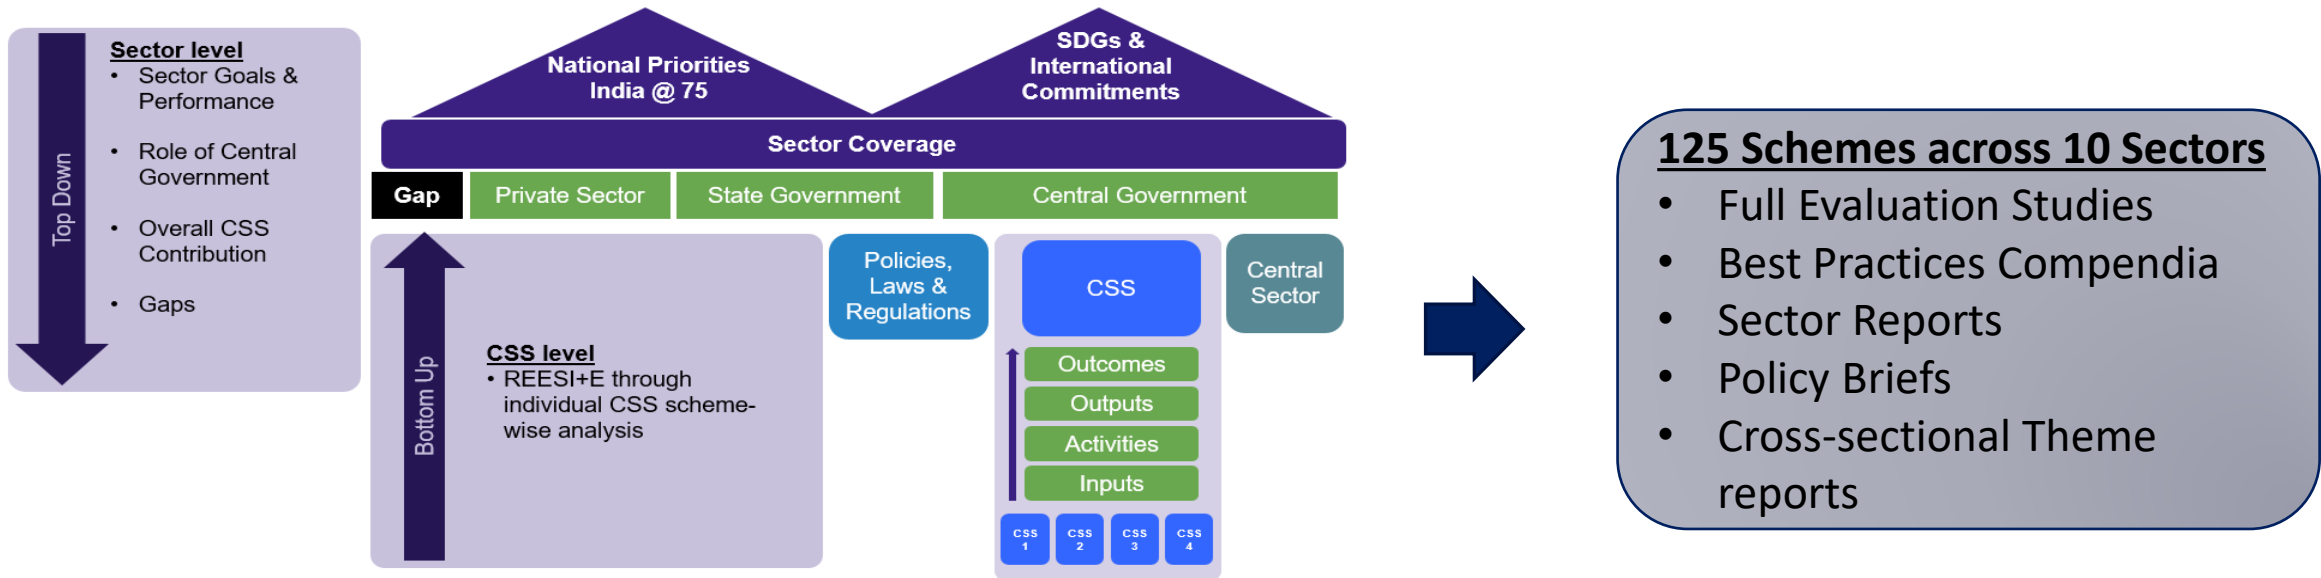 Top Down
Sector level
• Sector Goals &
Performance
• Role of Central
Government
• Overall CSS
Contribution
• Gaps
National Priorities
India @ 75
SDGs &
International
Commitments
Sector Coverage
Gap
Private Sector
State Government
Central Government
Bottom Up
CSS level
• REESI+E through
individual CSS scheme-
wise analysis
Policies,
Laws &
Regulations
CSS
Outcomes
Outputs
Activities
Inputs
CSS
1
CSS
2
CSS
3
CSS
4
Central
Sector
125 Schemes across 10 Sectors
• Full Evaluation Studies
• Best Practices Compendia
• Sector Reports
• Policy Briefs
• Cross-sectional Theme
reports